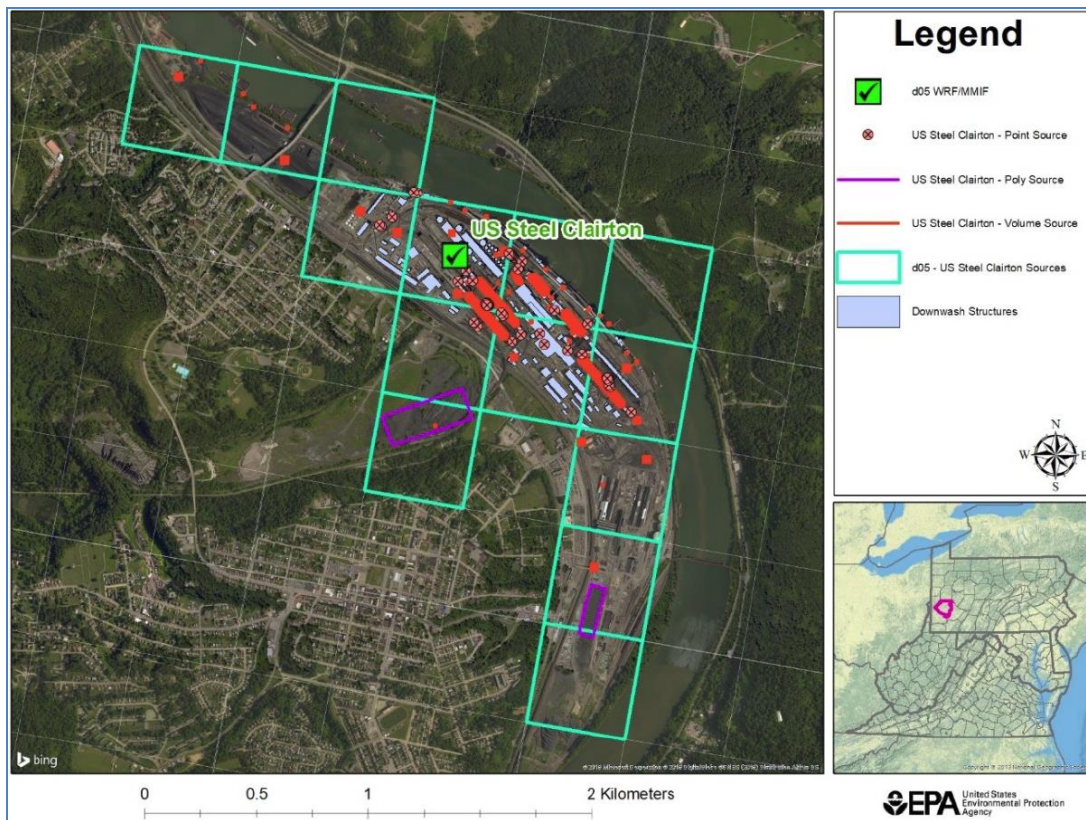 Legend
d05 WRF/MMIF
US Steel Clairton - Point Source
US Steel Clairton - Poly Source
US Steel Clairton - Volume Source
d05 - US Steel Clairton Sources
Downwash Structures
US Steel Clairton
N
W
E
S
bing
0 0.5 1 2 Kilometers
EPA
United States
Environmental Protection
Agency